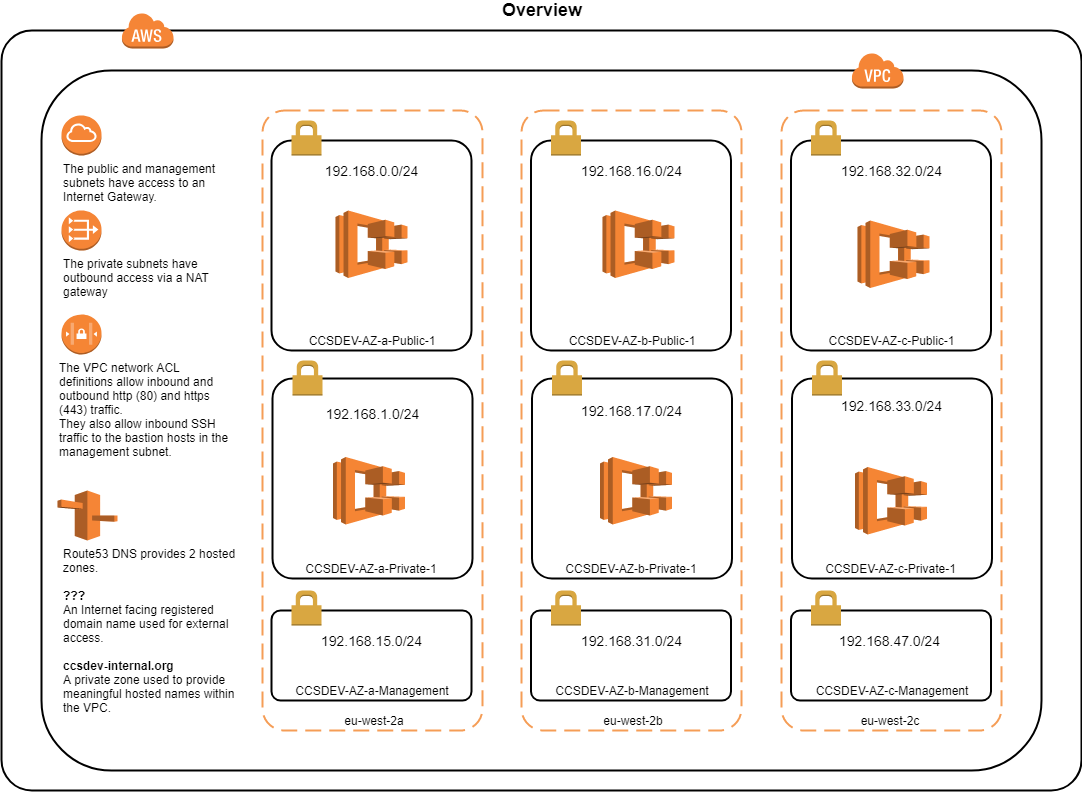 Overview
AWS
VPC
The public and management
subnets have access to an
Internet Gateway.
The private subnets have
outbound access via a NAT
gateway
The VPC network ACL
definitions allow inbound and
outbound http (80) and https
(443) traffic.
They also allow inbound SSH
traffic to the bastion hosts in the
management subnet.
Route53 DNS provides 2 hosted
zones.
???
An Internet facing registered
domain name used for external
access.
ccsdev-internal.org
A private zone used to provide
meaningful hosted names within
the VPC.
192.168.0.0/24
CCSDEV-AZ-a-Public-1
192.168.1.0/24
CCSDEV-AZ-a-Private-1
192.168.15.0/24
CCSDEV-AZ-a-Management
eu-west-2a
192.168.16.0/24
CCSDEV-AZ-b-Public-1
192.168.17.0/24
CCSDEV-AZ-b-Private-1
192.168.31.0/24
CCSDEV-AZ-b-Management
eu-west-2b
192.168.32.0/24
CCSDEV-AZ-c-Public-1
192.168.33.0/24
CCSDEV-AZ-c-Private-1
192.168.47.0/24
CCSDEV-AZ-c-Management
eu-west-2c